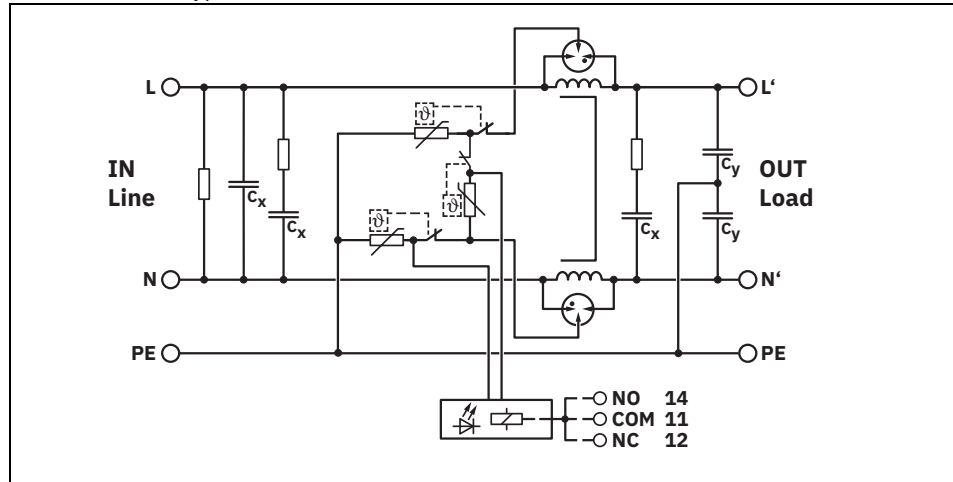 L
L‘
ϑ
IN
Line
Cx
Cx
ϑ
ϑ
Cx
Cy
Cy
OUT
Load
N
N‘
PE
PE
NO 14
COM 11
NC 12